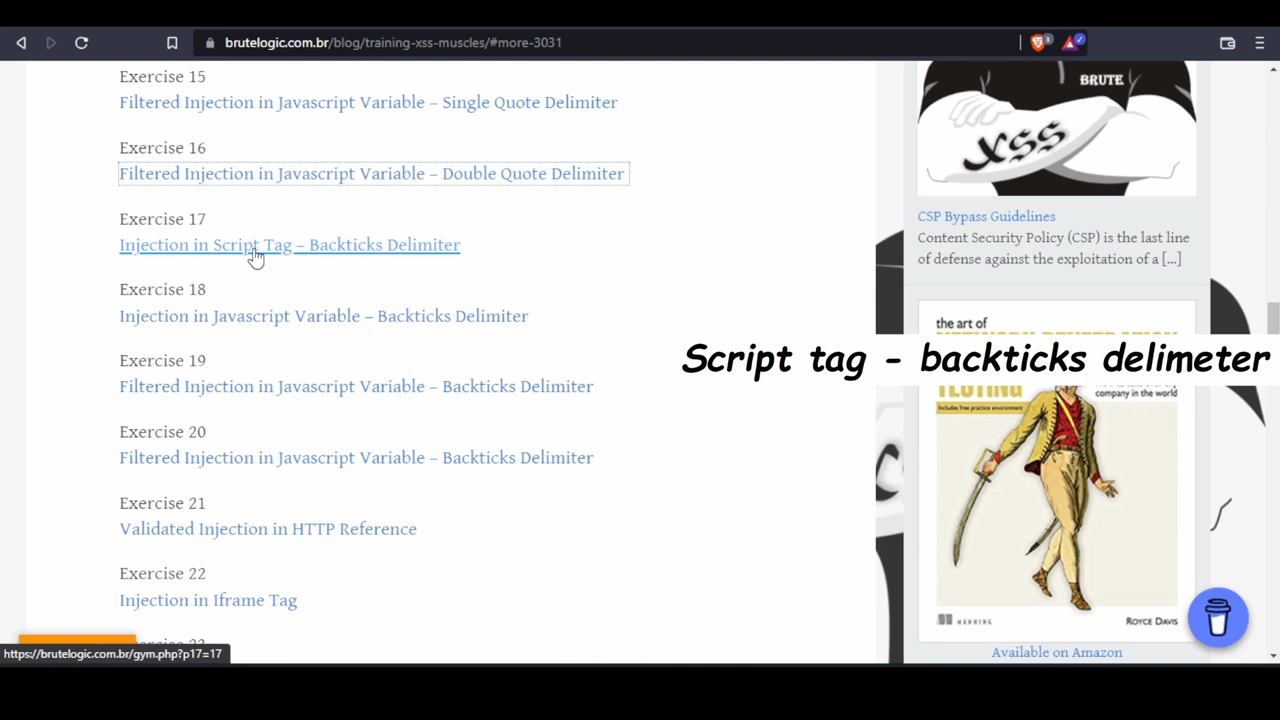 brutelogic.com.br/blog/training-xss-muscles/#more-3031
Exercise 15
Filtered Injection in Javascript Variable – Single Quote Delimiter
Exercise 16
Filtered Injection in Javascript Variable – Double Quote Delimiter
Exercise 17
Injection in Script Tag – Backticks Delimiter
Exercise 18
Injection in Javascript Variable – Backticks Delimiter
Exercise 19
Filtered Injection in Javascript Variable – Backticks Delimiter
Exercise 20
Filtered Injection in Javascript Variable – Backticks Delimiter
Exercise 21
Validated Injection in HTTP Reference
Exercise 22
Injection in Iframe Tag
https://brutelogic.com.br/gym.php?p17=17
BRUTE
XSS
CSP Bypass Guidelines
Content Security Policy (CSP) is the last line
of defense against the exploitation of a [...]
the art of
Script tag - backticks delimeter
TESTING
company in the world
Includes free practice environment
MANNING
ROYCE DAVIS
Available on Amazon